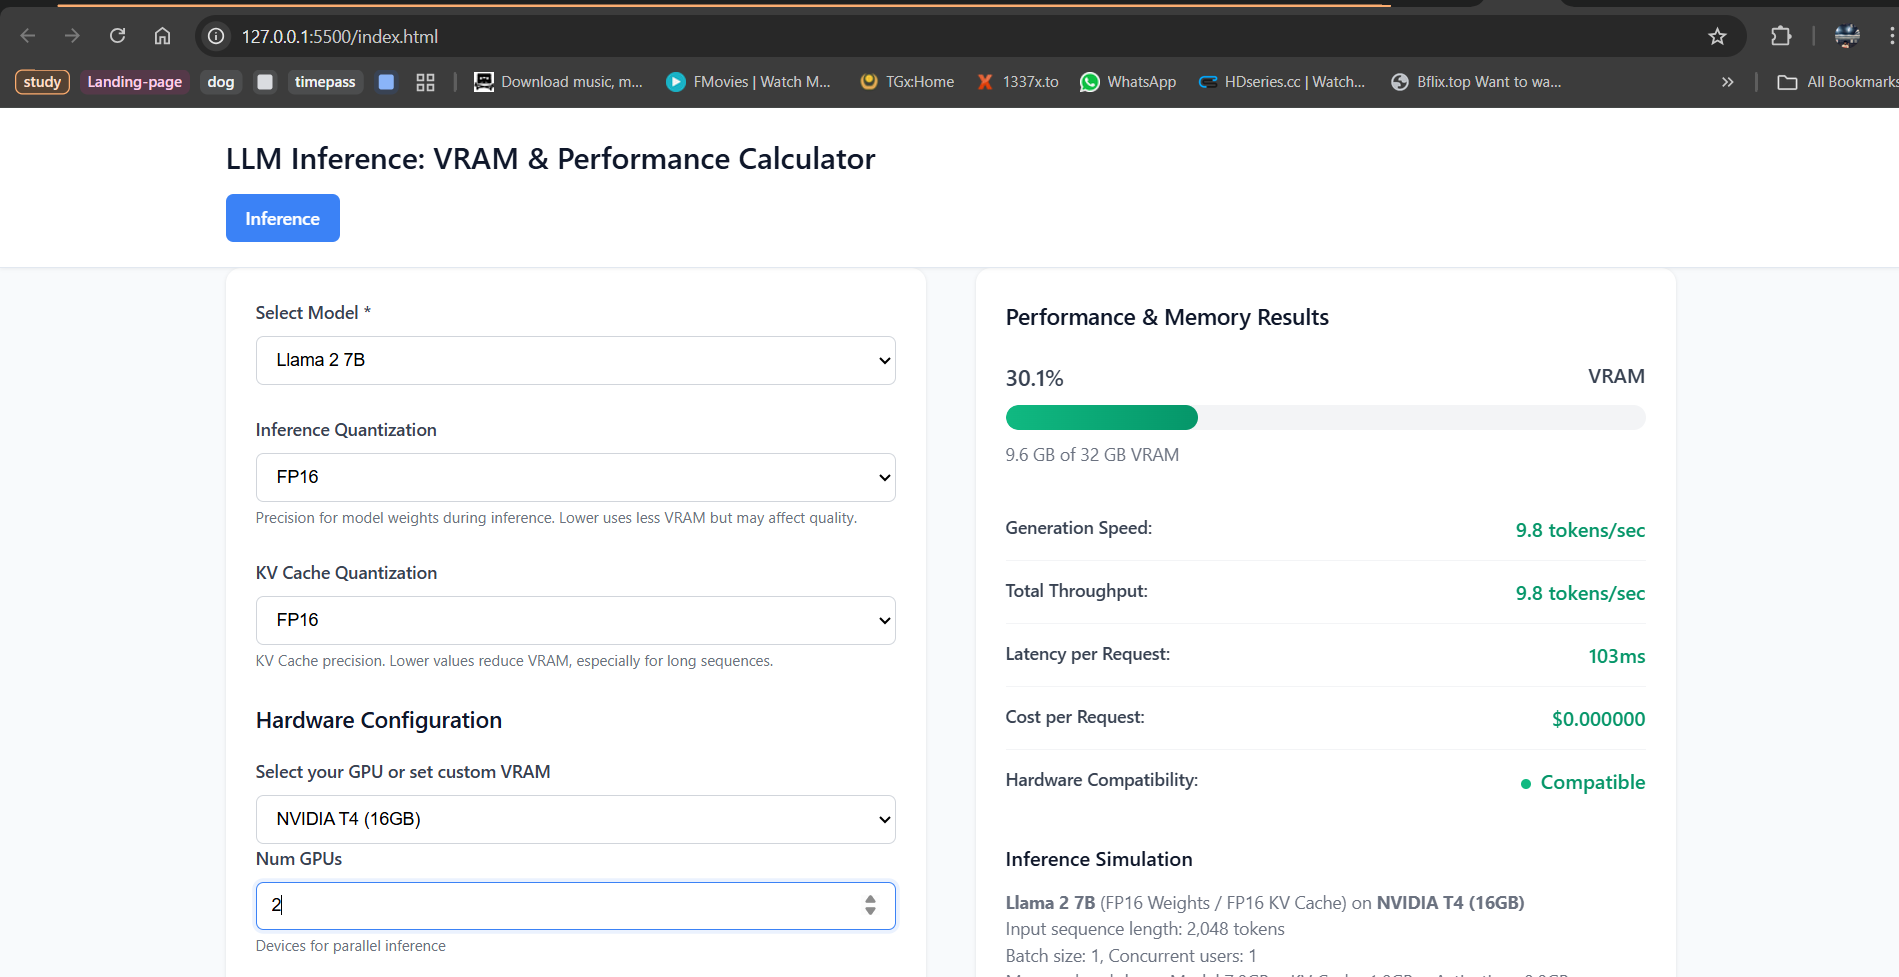 127.0.0.1:5500/index.html
study Landing-page dog timepass Download music, m... FMovies | Watch M... TGx:Home 1337x.to WhatsApp HDseries.cc | Watch... Bflix.top Want to wa... » All Bookmarks
LLM Inference: VRAM & Performance Calculator
Inference
Select Model *
Llama 2 7B
Inference Quantization
FP16
Precision for model weights during inference. Lower uses less VRAM but may affect quality.
KV Cache Quantization
FP16
KV Cache precision. Lower values reduce VRAM, especially for long sequences.
Hardware Configuration
Select your GPU or set custom VRAM
NVIDIA T4 (16GB)
Num GPUs
2
Devices for parallel inference
Performance & Memory Results
30.1% VRAM
9.6 GB of 32 GB VRAM
Generation Speed: 9.8 tokens/sec
Total Throughput: 9.8 tokens/sec
Latency per Request: 103ms
Cost per Request: $0.000000
Hardware Compatibility: Compatible
Inference Simulation
Llama 2 7B (FP16 Weights / FP16 KV Cache) on NVIDIA T4 (16GB)
Input sequence length: 2,048 tokens
Batch size: 1, Concurrent users: 1